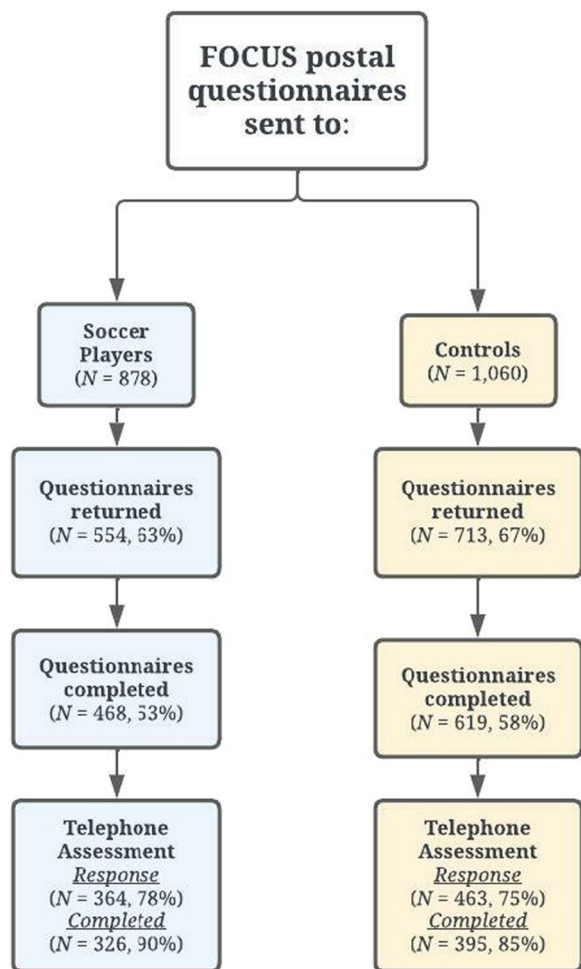 FOCUS postal
questionnaires
sent to:
Soccer
Players
(N = 878)
Controls
(N = 1,060)
Questionnaires
returned
(N = 554, 63%)
Questionnaires
returned
(N = 713, 67%)
Questionnaires
completed
(N = 468, 53%)
Questionnaires
completed
(N = 619, 58%)
Telephone
Assessment
Response
(N = 364, 78%)
Completed
(N = 326, 90%)
Telephone
Assessment
Response
(N = 463, 75%)
Completed
(N = 395, 85%)